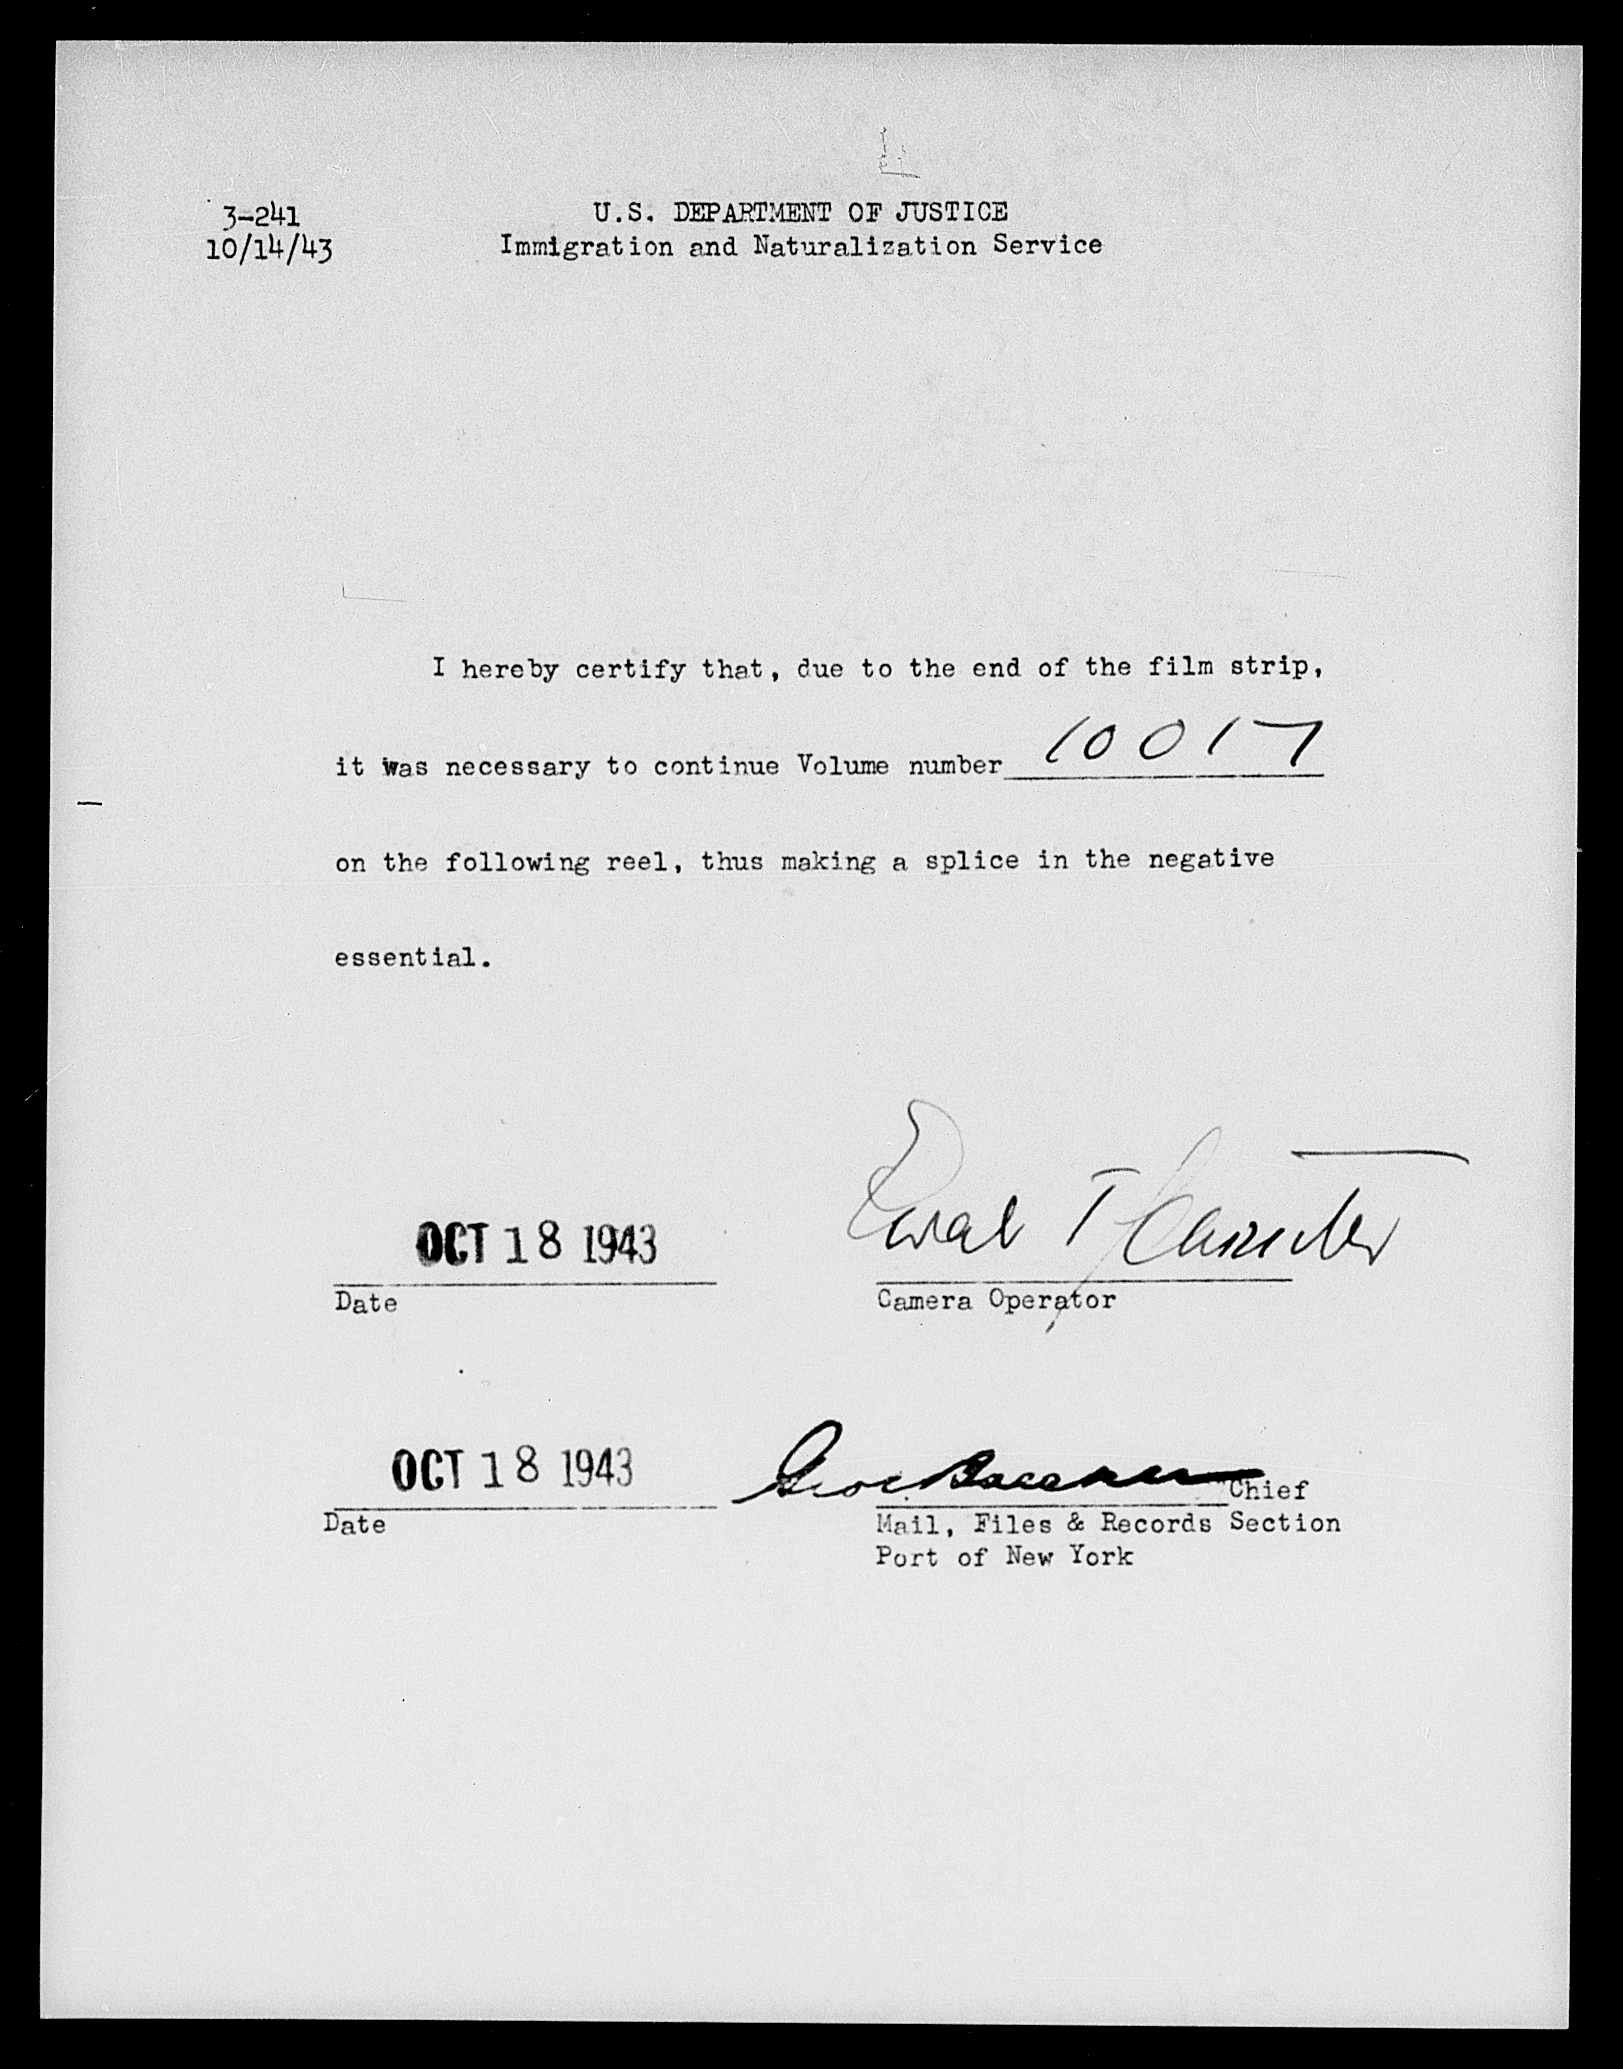 3-241
10/14/43
U.S. DEPARTMENT OF JUSTICE
Immigration and Naturalization Service
I hereby certify that, due to the end of the film strip,
it was necessary to continue Volume number 10017
on the following reel, thus making a splice in the negative
essential.
OCT 18 1943
Date
Camera Operator
OCT 18 1943
Chief
Date
Mail, Files & Records Section
Port of New York